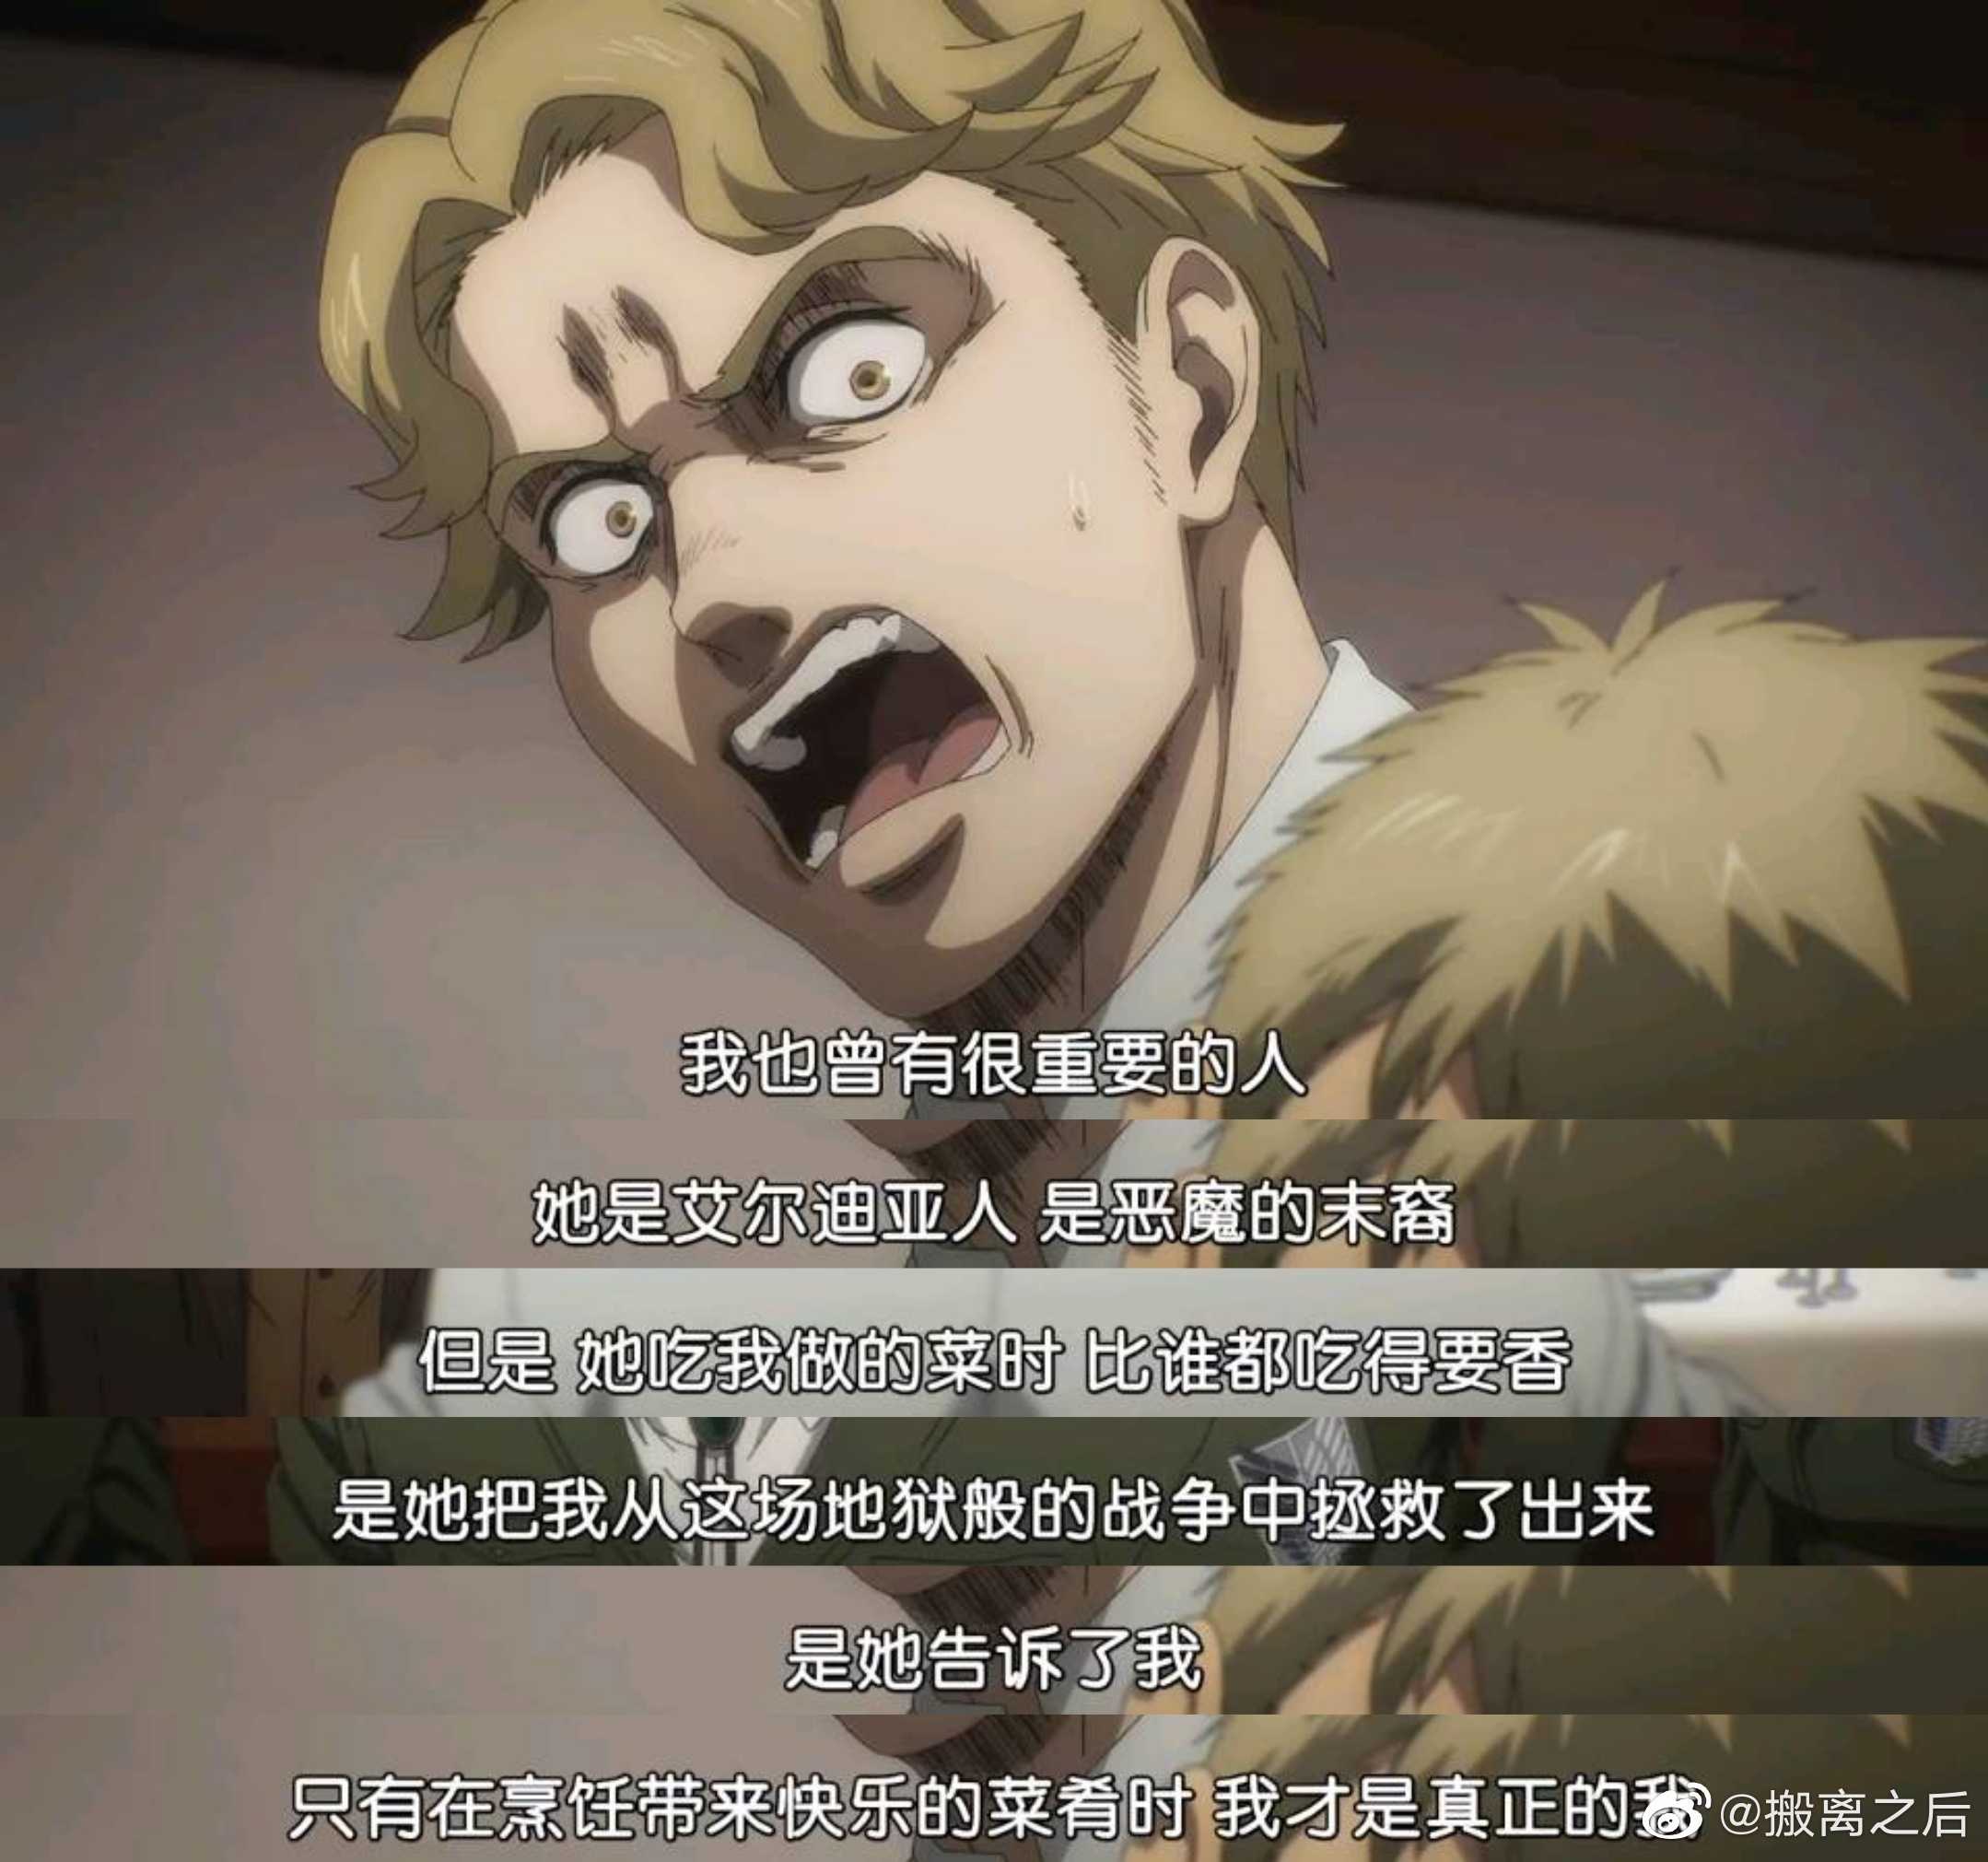 我也曾有很重要的人
她是艾尔迪亚人 是恶魔的末裔
但是 她吃我做的菜时 比谁都吃得要香
是她把我从这场地狱般的战争中拯救了出来
是她告诉了我
只有在烹饪带来快乐的菜肴时 我才是真正的我
@搬离之后